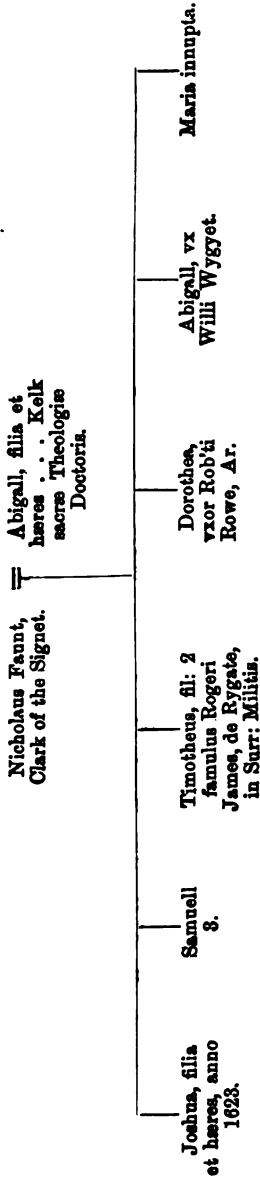 Nicholaus Faunt,
Clark of the Signet.
=
Abigall, filia et
hæres . . . Kelk
sacræ Theologiæ
Doctoris.
Joshua, filia
et hæres, anno
1623.
Samuell
3.
Timotheus, fil: 2
famulus Rogeri
James, de Rygate,
in Surr: Militis.
Dorothea,
vxor Rob'ti
Rowe, Ar.
Abigall, vx
Willi Wygyet.
Maria innupta.